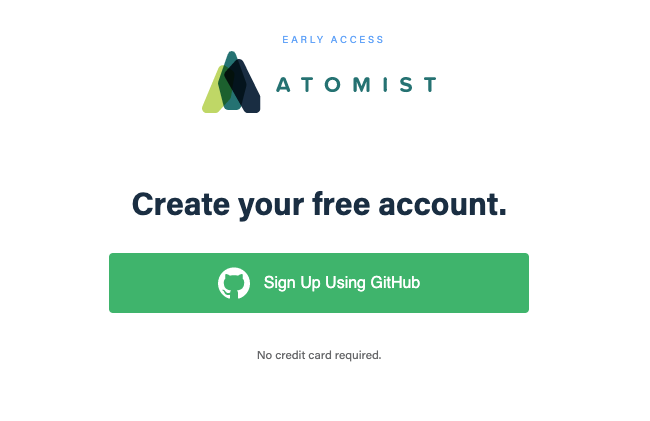 EARLY ACCESS
ATOMIST
Create your free account.
Sign Up Using GitHub
No credit card required.